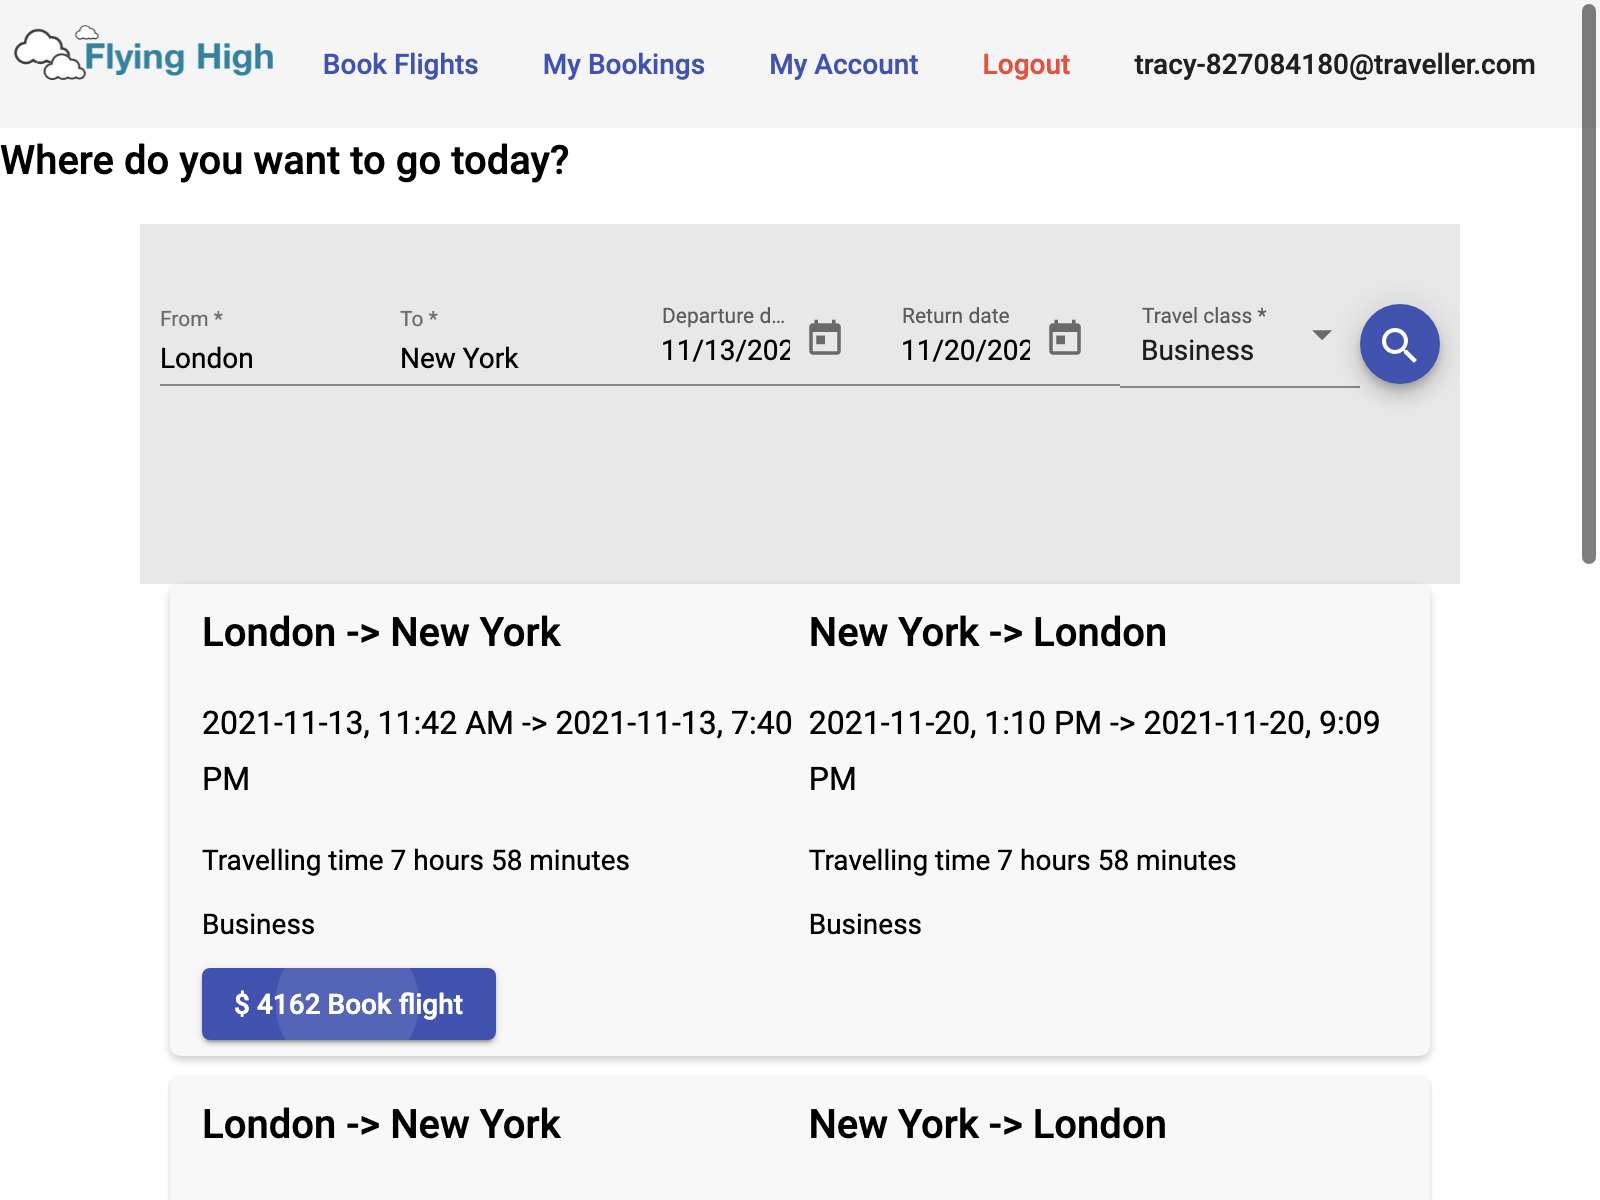 Flying High
Book Flights
My Bookings
My Account
Logout
tracy-827084180@traveller.com
Where do you want to go today?
From *
London
To *
New York
Departure d...
11/13/202
Return date
11/20/202
Travel class *
Business
London -> New York
2021-11-13, 11:42 AM -> 2021-11-13, 7:40
PM
Travelling time 7 hours 58 minutes
Business
$ 4162 Book flight
New York -> London
2021-11-20, 1:10 PM -> 2021-11-20, 9:09
PM
Travelling time 7 hours 58 minutes
Business
London -> New York
New York -> London